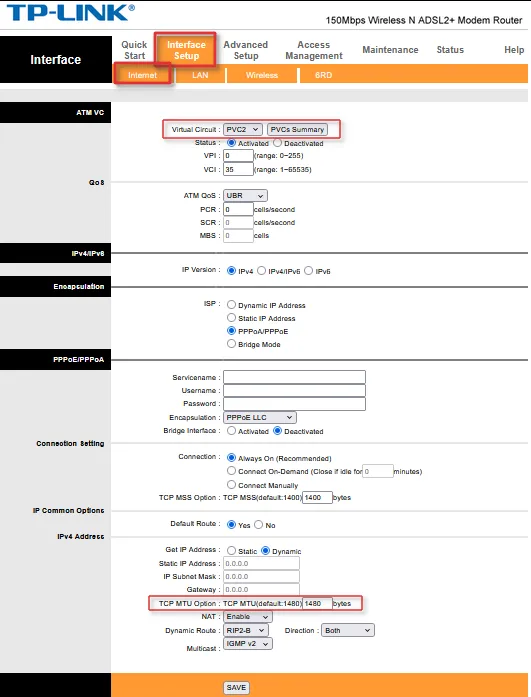 TP-LINK®
150Mbps Wireless N ADSL2+ Modem Router
Interface
Quick Start
Interface Setup
Advanced Setup
Access Management
Maintenance
Status
Help
Internet
LAN
Wireless
6RD
ATM VC
Virtual Circuit : PVC2 PVCs Summary
Status : Activated Deactivated
VPI : 0 (range: 0~255)
VCI : 35 (range: 1~65535)
QoS
ATM QoS : UBR
PCR : 0 cells/second
SCR : 0 cells/second
MBS : 0 cells
IPv4/IPv6
IP Version : IPv4 IPv4/IPv6 IPv6
Encapsulation
ISP : Dynamic IP Address
Static IP Address
PPPoA/PPPoE
Bridge Mode
PPPoE/PPPoA
Servicename :
Username :
Password :
Encapsulation : PPPoE LLC
Bridge Interface : Activated Deactivated
Connection Setting
Connection : Always On (Recommended)
Connect On-Demand (Close if idle for 0 minutes)
Connect Manually
TCP MSS Option : TCP MSS(default:1400) 1400 bytes
IP Common Options
Default Route : Yes No
IPv4 Address
Get IP Address : Static Dynamic
Static IP Address : 0.0.0.0
IP Subnet Mask : 0.0.0.0
Gateway : 0.0.0.0
TCP MTU Option : TCP MTU(default:1480) 1480 bytes
NAT : Enable
Dynamic Route : RIP2-B Direction : Both
Multicast : IGMP v2
SAVE